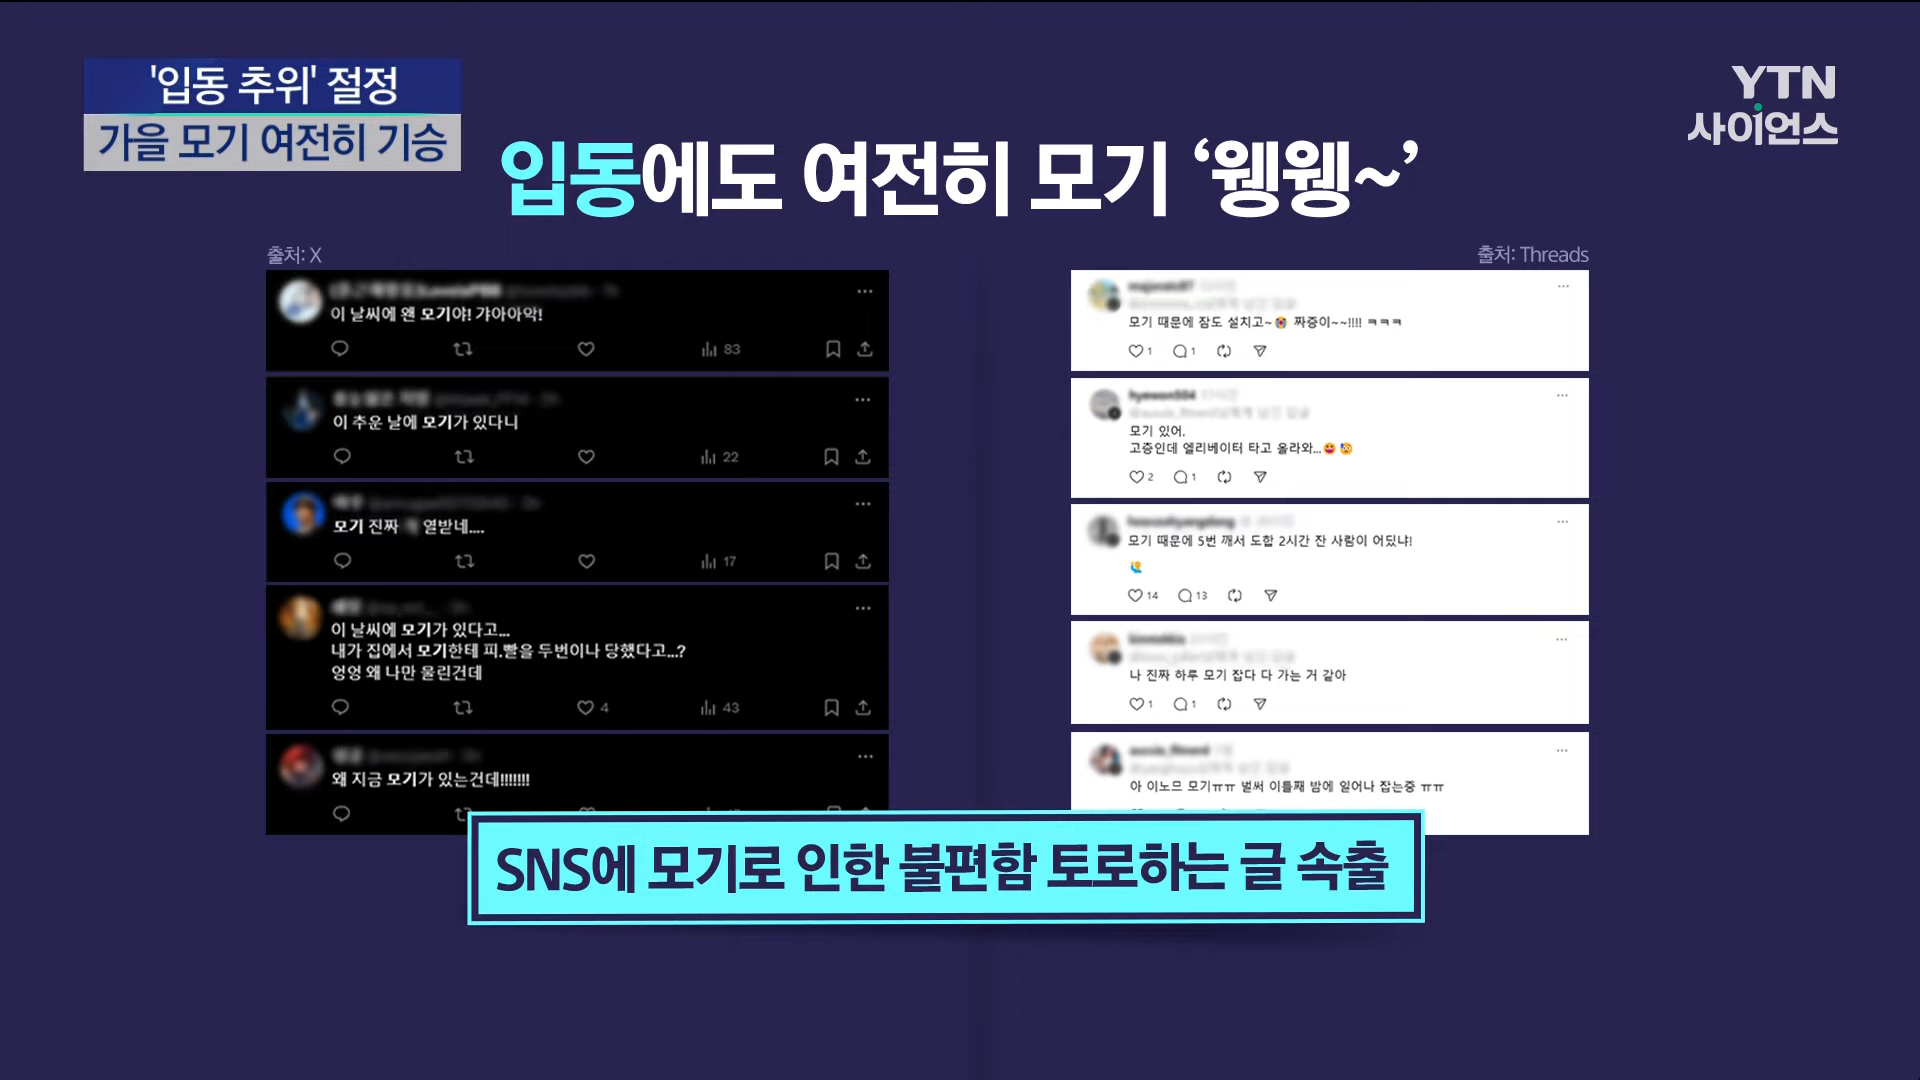 '입동 추위' 절정
가을 모기 여전히 기승
YTN
사이언스
입동에도 여전히 모기 ‘웽웽~’
출처: X
이 날씨에 왠 모기야! 갸아아악!
83
이 추운 날에 모기가 있다니
22
모기 진짜 열받네....
17
이 날씨에 모기가 있다고...
내가 집에서 모기한테 피.빨을 두번이나 당했다고...?
엉엉 왜 나만 물린건데
4 43
왜 지금 모기가 있는건데!!!!!!!
출처: Threads
모기 때문에 잠도 설치고~😭 짜증이~~!!!! ㅋㅋㅋ
1 1
모기 있어.
고층인데 엘리베이터 타고 올라와...😆😨
2 1
모기 때문에 5번 깨서 도합 2시간 잔 사람이 어딨냐!
🙋
14 13
나 진짜 하루 모기 잡다 다 가는 거 같아
1 1
아 이노므 모기ㅠㅠ 벌써 이틀째 밤에 일어나 잡는중 ㅠㅠ
SNS에 모기로 인한 불편함 토로하는 글 속출